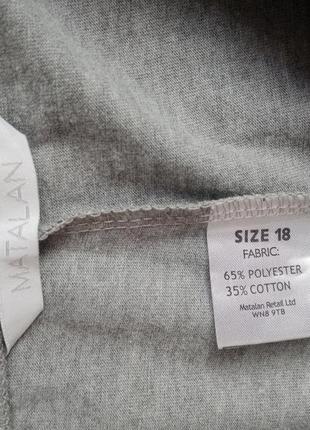 MATALAN
SIZE 18
FABRIC:
65% POLYESTER
35% COTTON
Matalan Retail Ltd
WN8 9TB